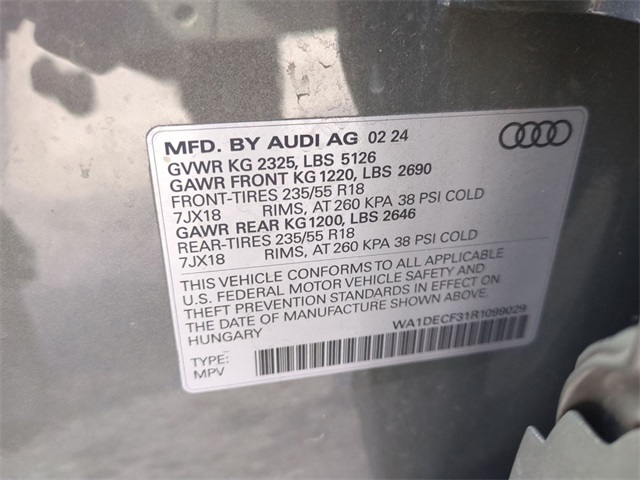 MFD. BY AUDI AG 02 24
GVWR KG 2325, LBS 5126
GAWR FRONT KG 1220, LBS 2690
FRONT-TIRES 235/55 R18
7JX18 RIMS, AT 260 KPA 38 PSI COLD
GAWR REAR KG1200, LBS 2646
REAR-TIRES 235/55 R18
7JX18 RIMS, AT 260 KPA 38 PSI COLD
THIS VEHICLE CONFORMS TO ALL APPLICABLE
U.S. FEDERAL MOTOR VEHICLE SAFETY AND
THEFT PREVENTION STANDARDS IN EFFECT ON
THE DATE OF MANUFACTURE SHOWN ABOVE.
HUNGARY
WA1DECF31R1099029
TYPE:
MPV